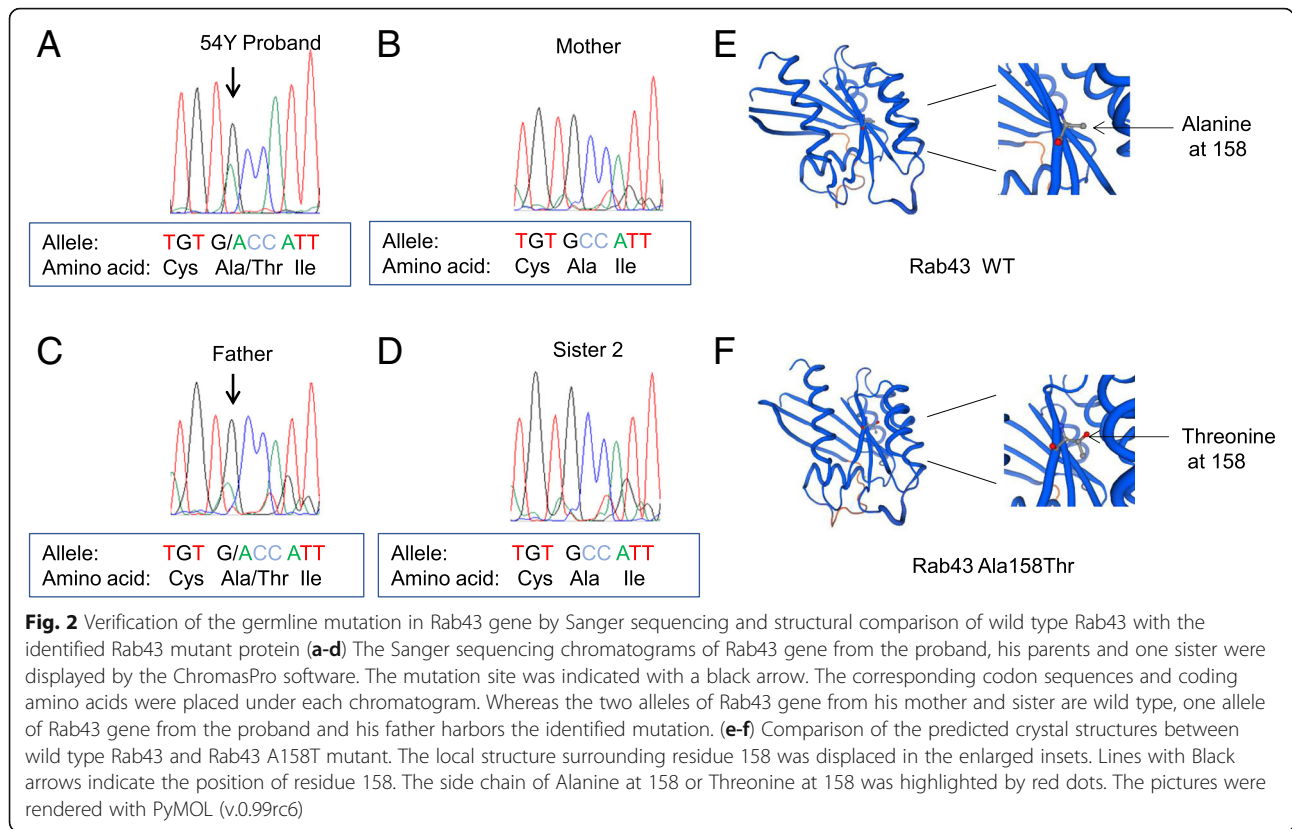 A
54Y Proband
Allele: TGT G/ACC ATT
Amino acid: Cys Ala/Thr Ile
B
Mother
Allele: TGT GCC ATT
Amino acid: Cys Ala Ile
E
Alanine
at 158
Rab43 WT
C
Father
Allele: TGT G/ACC ATT
Amino acid: Cys Ala/Thr Ile
D
Sister 2
Allele: TGT GCC ATT
Amino acid: Cys Ala Ile
F
Threonine
at 158
Rab43 Ala158Thr
Fig. 2 Verification of the germline mutation in Rab43 gene by Sanger sequencing and structural comparison of wild type Rab43 with the
identified Rab43 mutant protein (a-d) The Sanger sequencing chromatograms of Rab43 gene from the proband, his parents and one sister were
displayed by the ChromasPro software. The mutation site was indicated with a black arrow. The corresponding codon sequences and coding
amino acids were placed under each chromatogram. Whereas the two alleles of Rab43 gene from his mother and sister are wild type, one allele
of Rab43 gene from the proband and his father harbors the identified mutation. (e-f) Comparison of the predicted crystal structures between
wild type Rab43 and Rab43 A158T mutant. The local structure surrounding residue 158 was displaced in the enlarged insets. Lines with Black
arrows indicate the position of residue 158. The side chain of Alanine at 158 or Threonine at 158 was highlighted by red dots. The pictures were
rendered with PyMOL (v.0.99rc6)